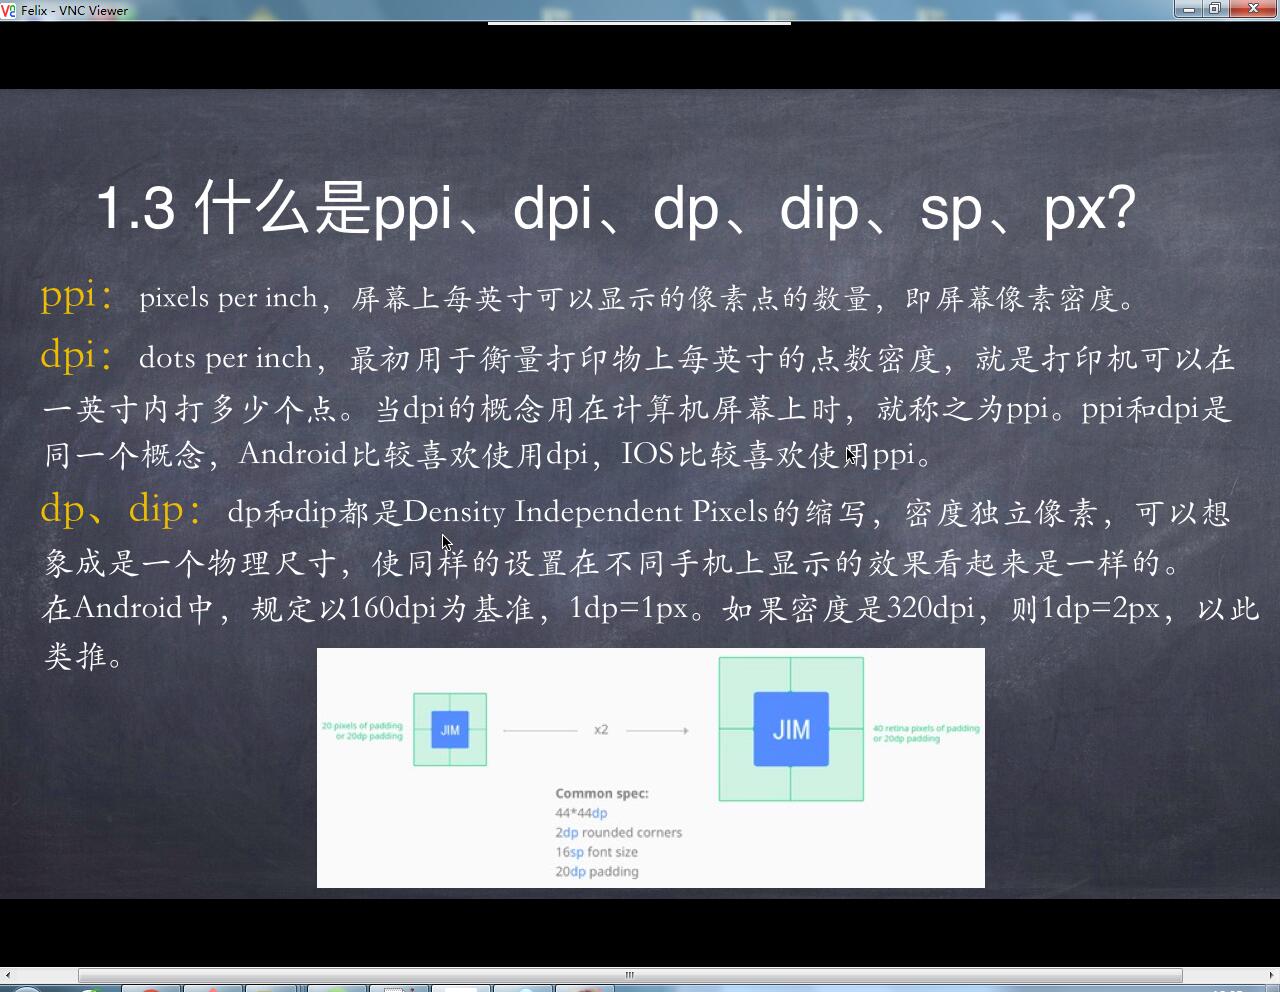 Felix - VNC Viewer
1.3 什么是ppi、dpi、dp、dip、sp、px?
ppi： pixels per inch，屏幕上每英寸可以显示的像素点的数量，即屏幕像素密度。
dpi： dots per inch，最初用于衡量打印物上每英寸的点数密度，就是打印机可以在
一英寸内打多少个点。当dpi的概念用在计算机屏幕上时，就称之为ppi。ppi和dpi是
同一个概念，Android比较喜欢使用dpi，IOS比较喜欢使用ppi。
dp、dip： dp和dip都是Density Independent Pixels的缩写，密度独立像素，可以想
象成是一个物理尺寸，使同样的设置在不同手机上显示的效果看起来是一样的。
在Android中，规定以160dpi为基准，1dp=1px。如果密度是320dpi，则1dp=2px，以此
类推。
20 pixels of padding
or 20dp padding
JIM
x2
JIM
40 retina pixels of padding
or 20dp padding
Common spec:
44*44dp
2dp rounded corners
16sp font size
20dp padding